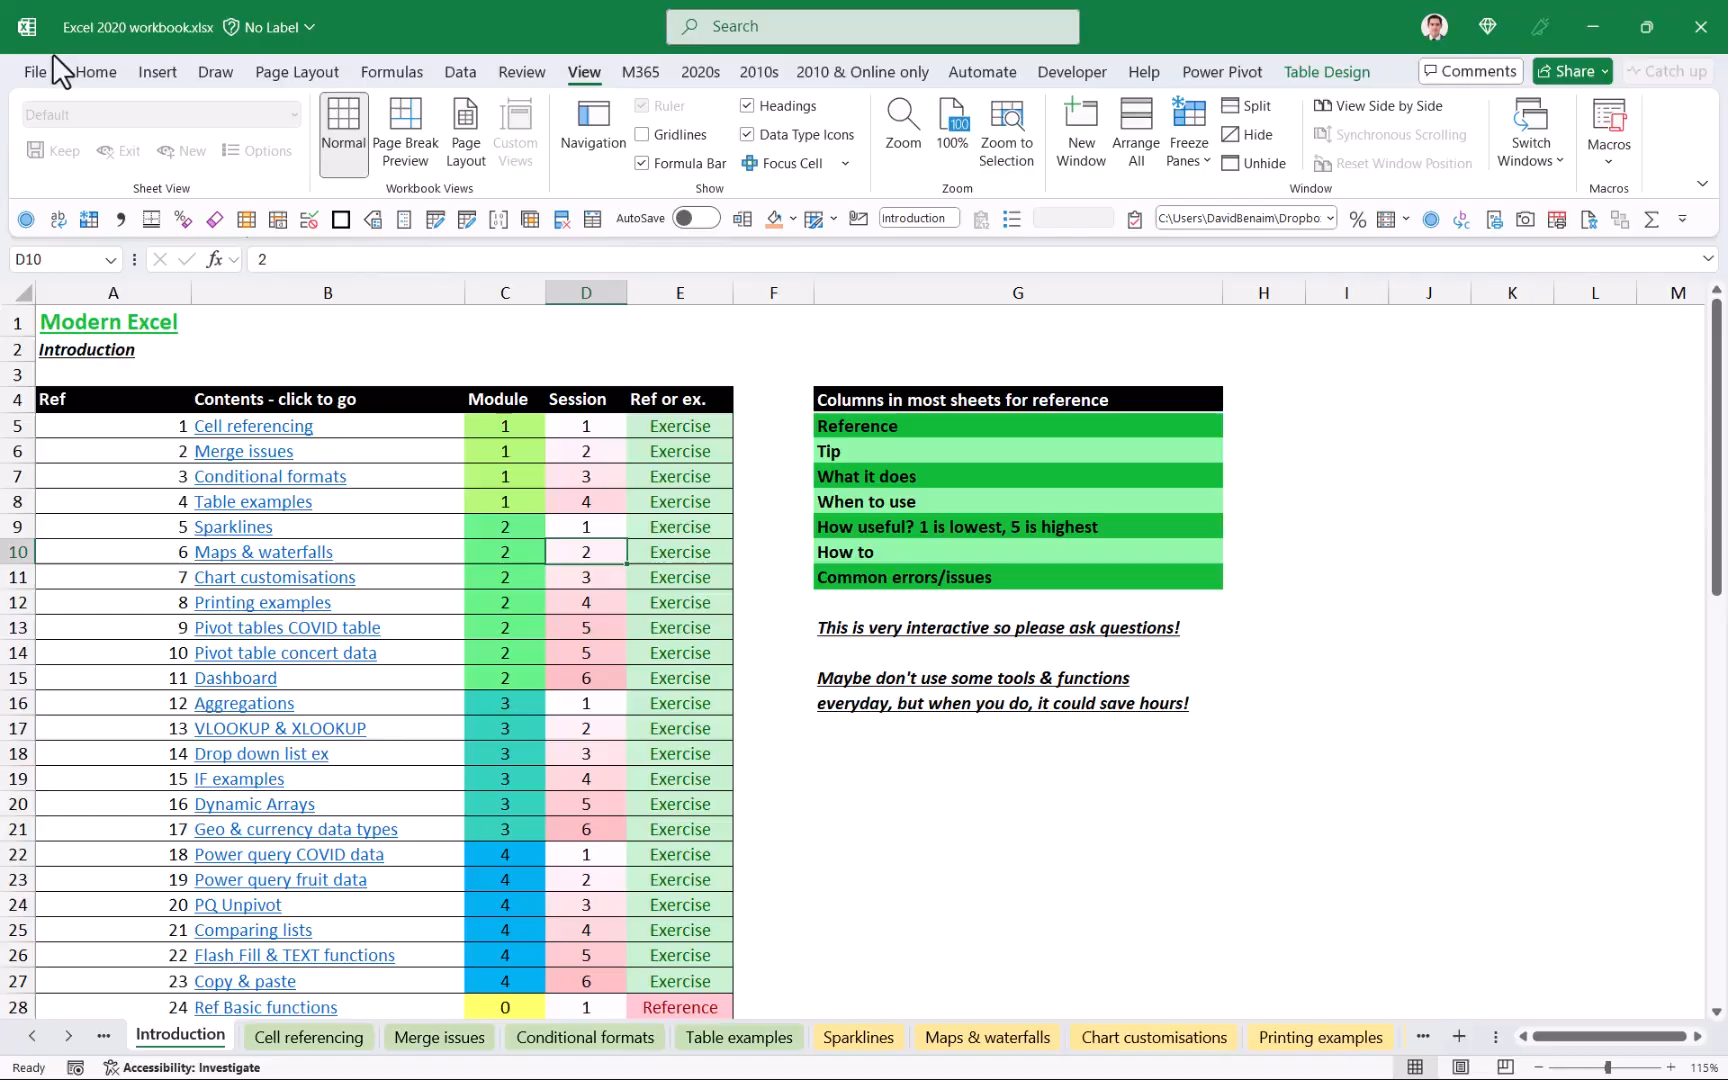 Excel 2020 workbook.xlsx No Label Search
File Home Insert Draw Page Layout Formulas Data Review View M365 2020s 2010s 2010 & Online only Automate Developer Help Power Pivot Table Design Comments Share Catch up
Default
Keep Exit New Options
Sheet View
Normal Page Break Preview Page Layout Custom Views
Workbook Views
Navigation
Ruler Headings
Gridlines Data Type Icons
Formula Bar Focus Cell
Show
Zoom 100 100% Zoom to Selection
Zoom
New Window Arrange All Freeze Panes
Split View Side by Side
Hide Synchronous Scrolling
Unhide Reset Window Position
Switch Windows
Window
Macros
Macros
AutoSave Introduction C:\Users\DavidBenaim\Dropbo
D10 fx 2
A B C D E F G H I J K L M
1 Modern Excel
2 Introduction
3
4 Ref Contents - click to go Module Session Ref or ex. Columns in most sheets for reference
5 1 Cell referencing 1 1 Exercise Reference
6 2 Merge issues 1 2 Exercise Tip
7 3 Conditional formats 1 3 Exercise What it does
8 4 Table examples 1 4 Exercise When to use
9 5 Sparklines 2 1 Exercise How useful? 1 is lowest, 5 is highest
10 6 Maps & waterfalls 2 2 Exercise How to
11 7 Chart customisations 2 3 Exercise Common errors/issues
12 8 Printing examples 2 4 Exercise
13 9 Pivot tables COVID table 2 5 Exercise This is very interactive so please ask questions!
14 10 Pivot table concert data 2 5 Exercise
15 11 Dashboard 2 6 Exercise Maybe don't use some tools & functions
16 12 Aggregations 3 1 Exercise everyday, but when you do, it could save hours!
17 13 VLOOKUP & XLOOKUP 3 2 Exercise
18 14 Drop down list ex 3 3 Exercise
19 15 IF examples 3 4 Exercise
20 16 Dynamic Arrays 3 5 Exercise
21 17 Geo & currency data types 3 6 Exercise
22 18 Power query COVID data 4 1 Exercise
23 19 Power query fruit data 4 2 Exercise
24 20 PQ Unpivot 4 3 Exercise
25 21 Comparing lists 4 4 Exercise
26 22 Flash Fill & TEXT functions 4 5 Exercise
27 23 Copy & paste 4 6 Exercise
28 24 Ref Basic functions 0 1 Reference
Introduction Cell referencing Merge issues Conditional formats Table examples Sparklines Maps & waterfalls Chart customisations Printing examples
Ready Accessibility: Investigate 115%